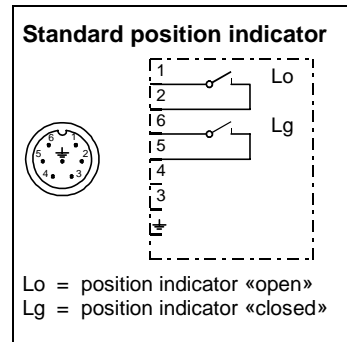 Standard position indicator
1
Lo
2
6
Lg
5
4
3
6 1
5 2
4 3
Lo = position indicator «open»
Lg = position indicator «closed»